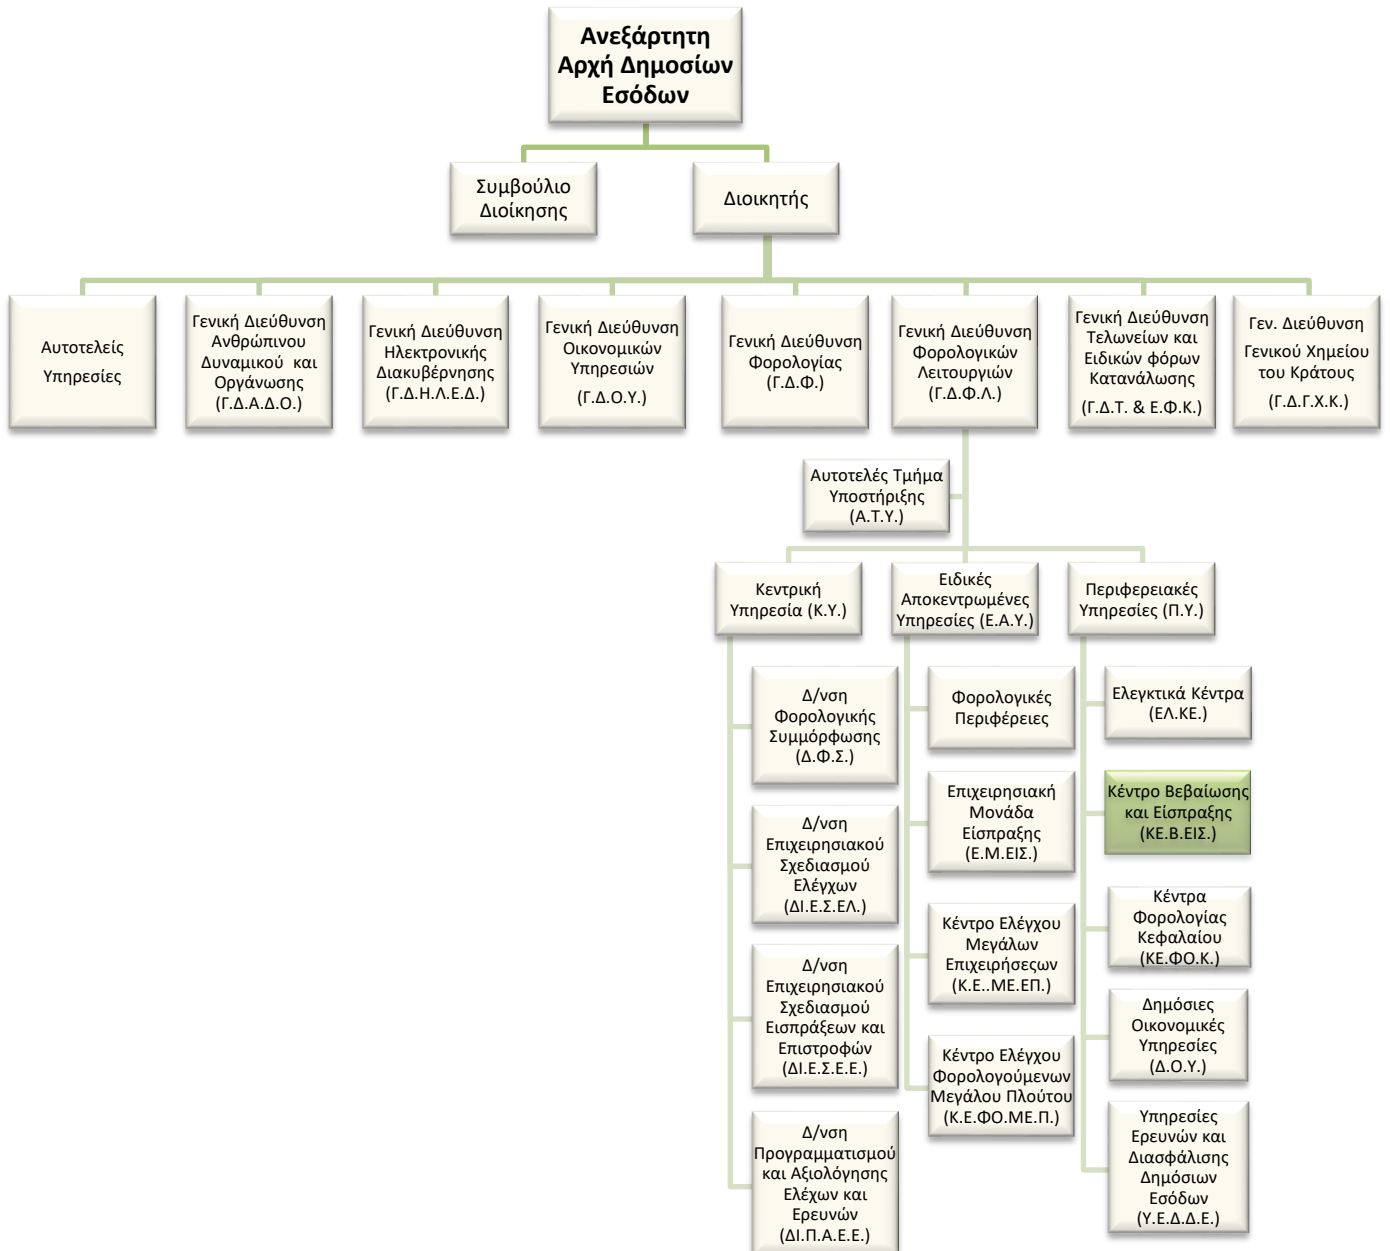 Ανεξάρτητη
Αρχή Δημοσίων
Εσόδων
Συμβούλιο
Διοίκησης
Διοικητής
Αυτοτελείς
Υπηρεσίες
Γενική Διεύθυνση
Ανθρώπινου
Δυναμικού και
Οργάνωσης
(Γ.Δ.Α.Δ.Ο.)
Γενική Διεύθυνση
Ηλεκτρονικής
Διακυβέρνησης
(Γ.Δ.Η.Λ.Ε.Δ.)
Γενική Διεύθυνση
Οικονομικών
Υπηρεσιών
(Γ.Δ.Ο.Υ.)
Γενική Διεύθυνση
Φορολογίας
(Γ.Δ.Φ.)
Γενική Διεύθυνση
Φορολογικών
Λειτουργιών
(Γ.Δ.Φ.Λ.)
Γενική Διεύθυνση
Τελωνείων και
Ειδικών φόρων
Κατανάλωσης
(Γ.Δ.Τ. & Ε.Φ.Κ.)
Γεν. Διεύθυνση
Γενικού Χημείου
του Κράτους
(Γ.Δ.Γ.Χ.Κ.)
Αυτοτελές Τμήμα
Υποστήριξης
(Α.Τ.Υ.)
Κεντρική
Υπηρεσία (Κ.Υ.)
Δ/νση
Φορολογικής
Συμμόρφωσης
(Δ.Φ.Σ.)
Δ/νση
Επιχειρησιακού
Σχεδιασμού
Ελέγχων
(ΔΙ.Ε.Σ.ΕΛ.)
Δ/νση
Επιχειρησιακού
Σχεδιασμού
Εισπράξεων και
Επιστροφών
(ΔΙ.Ε.Σ.Ε.Ε.)
Δ/νση
Προγραμματισμού
και Αξιολόγησης
Ελέχων και
Ερευνών
(ΔΙ.Π.Α.Ε.Ε.)
Ειδικές
Αποκεντρωμένες
Υπηρεσίες (Ε.Α.Υ.)
Φορολογικές
Περιφέρειες
Επιχειρησιακή
Μονάδα
Είσπραξης
(Ε.Μ.ΕΙΣ.)
Κέντρο Ελέγχου
Μεγάλων
Επιχειρήσεςων
(Κ.Ε..ΜΕ.ΕΠ.)
Κέντρο Ελέγχου
Φορολογούμενων
Μεγάλου Πλούτου
(Κ.Ε.ΦΟ.ΜΕ.Π.)
Περιφερειακές
Υπηρεσίες (Π.Υ.)
Ελεγκτικά Κέντρα
(ΕΛ.ΚΕ.)
Κέντρο Βεβαίωσης
και Είσπραξης
(ΚΕ.Β.ΕΙΣ.)
Κέντρα
Φορολογίας
Κεφαλαίου
(ΚΕ.ΦΟ.Κ.)
Δημόσιες
Οικονομικές
Υπηρεσίες
(Δ.Ο.Υ.)
Υπηρεσίες
Ερευνών και
Διασφάλισης
Δημόσιων
Εσόδων
(Υ.Ε.Δ.Δ.Ε.)